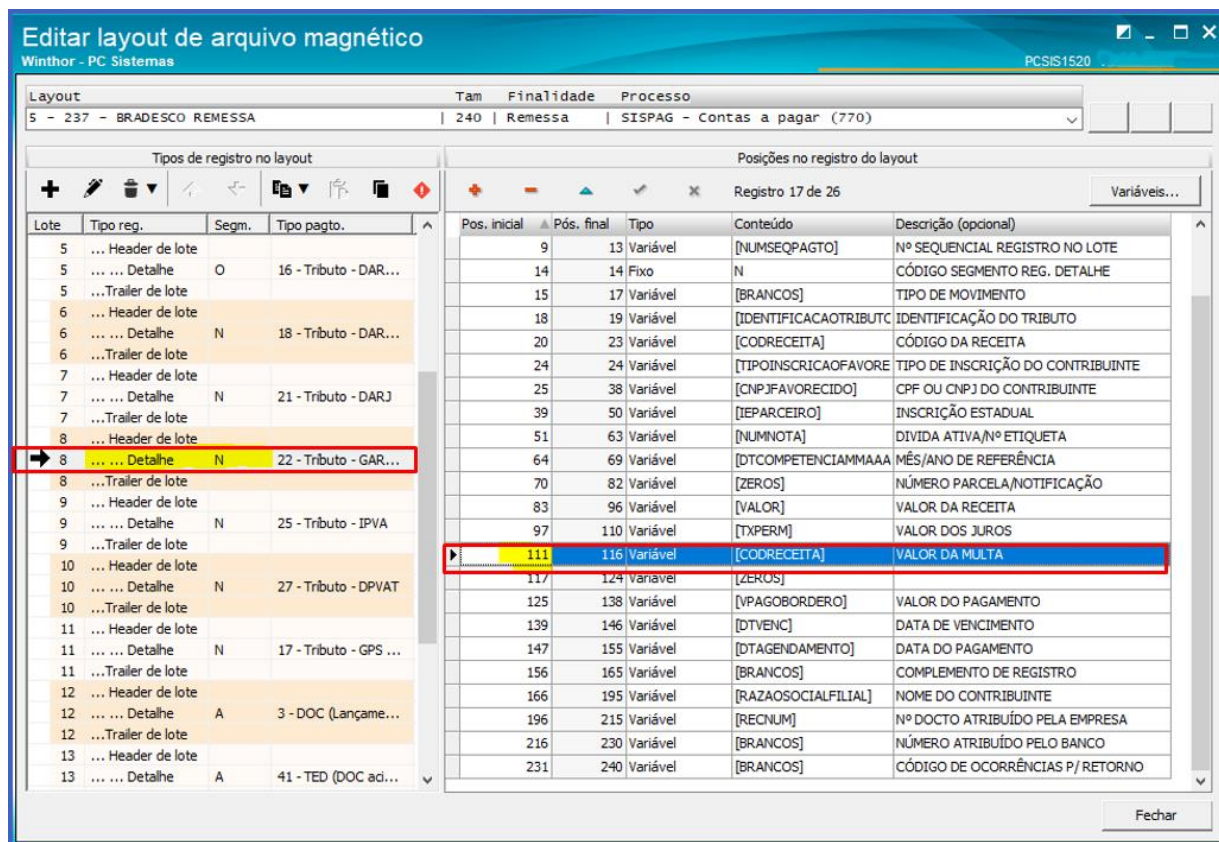 Editar layout de arquivo magnético
Winthor - PC Sistemas PCSIS1520
Layout Tam Finalidade Processo
5 - 237 - BRADESCO REMESSA | 240 | Remessa | SISPAG - Contas a pagar (770)
Tipos de registro no layout
Lote Tipo reg. Segm. Tipo pagto.
5 ... Header de lote
5 ... ... Detalhe O 16 - Tributo - DAR...
5 ...Trailer de lote
6 ... Header de lote
6 ... ... Detalhe N 18 - Tributo - DAR...
6 ...Trailer de lote
7 ... Header de lote
7 ... ... Detalhe N 21 - Tributo - DARJ
7 ...Trailer de lote
8 ... Header de lote
8 ... ... Detalhe N 22 - Tributo - GAR...
8 ...Trailer de lote
9 ... Header de lote
9 ... ... Detalhe N 25 - Tributo - IPVA
9 ...Trailer de lote
10 ... Header de lote
10 ... ... Detalhe N 27 - Tributo - DPVAT
10 ...Trailer de lote
11 ... Header de lote
11 ... ... Detalhe N 17 - Tributo - GPS ...
11 ...Trailer de lote
12 ... Header de lote
12 ... ... Detalhe A 3 - DOC (Lançame...
12 ...Trailer de lote
13 ... Header de lote
13 ... ... Detalhe A 41 - TED (DOC aci...
Posições no registro do layout
Registro 17 de 26 Variáveis...
Pos. inicial Pós. final Tipo Conteúdo Descrição (opcional)
9 13 Variável [NUMSEQPAGTO] Nº SEQUENCIAL REGISTRO NO LOTE
14 14 Fixo N CÓDIGO SEGMENTO REG. DETALHE
15 17 Variável [BRANCOS] TIPO DE MOVIMENTO
18 19 Variável [IDENTIFICACAOTRIBUTO IDENTIFICAÇÃO DO TRIBUTO
20 23 Variável [CODRECEITA] CÓDIGO DA RECEITA
24 24 Variável [TIPOINSCRICAOFAVORE TIPO DE INSCRIÇÃO DO CONTRIBUINTE
25 38 Variável [CNPJFAVORECIDO] CPF OU CNPJ DO CONTRIBUINTE
39 50 Variável [IEPARCEIRO] INSCRIÇÃO ESTADUAL
51 63 Variável [NUMNOTA] DIVIDA ATIVA/Nº ETIQUETA
64 69 Variável [DTCOMPETENCIAMMAAA MÊS/ANO DE REFERÊNCIA
70 82 Variável [ZEROS] NÚMERO PARCELA/NOTIFICAÇÃO
83 96 Variável [VALOR] VALOR DA RECEITA
97 110 Variável [TXPERM] VALOR DOS JUROS
111 116 Variável [CODRECEITA] VALOR DA MULTA
117 124 Variável [ZEROS]
125 138 Variável [VPAGOBORDERO] VALOR DO PAGAMENTO
139 146 Variável [DTVENC] DATA DE VENCIMENTO
147 155 Variável [DTAGENDAMENTO] DATA DO PAGAMENTO
156 165 Variável [BRANCOS] COMPLEMENTO DE REGISTRO
166 195 Variável [RAZAOSOCIALFILIAL] NOME DO CONTRIBUINTE
196 215 Variável [RECNUM] Nº DOCTO ATRIBUÍDO PELA EMPRESA
216 230 Variável [BRANCOS] NÚMERO ATRIBUÍDO PELO BANCO
231 240 Variável [BRANCOS] CÓDIGO DE OCORRÊNCIAS P/ RETORNO
Fechar